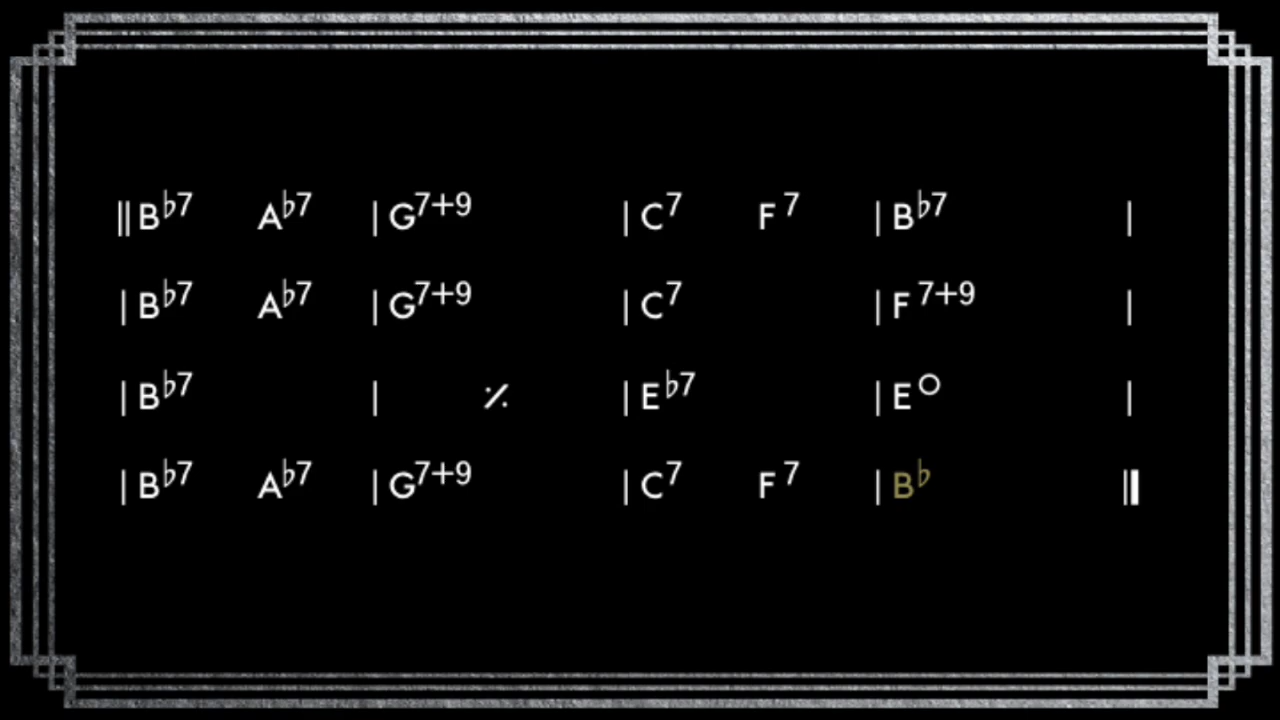 ‖ B♭7 A♭7 | G7+9 | C7 F7 | B♭7 |
| B♭7 A♭7 | G7+9 | C7 | F7+9 |
| B♭7 | 𝄎 | E♭7 | E○ |
| B♭7 A♭7 | G7+9 | C7 F7 | B♭ ‖